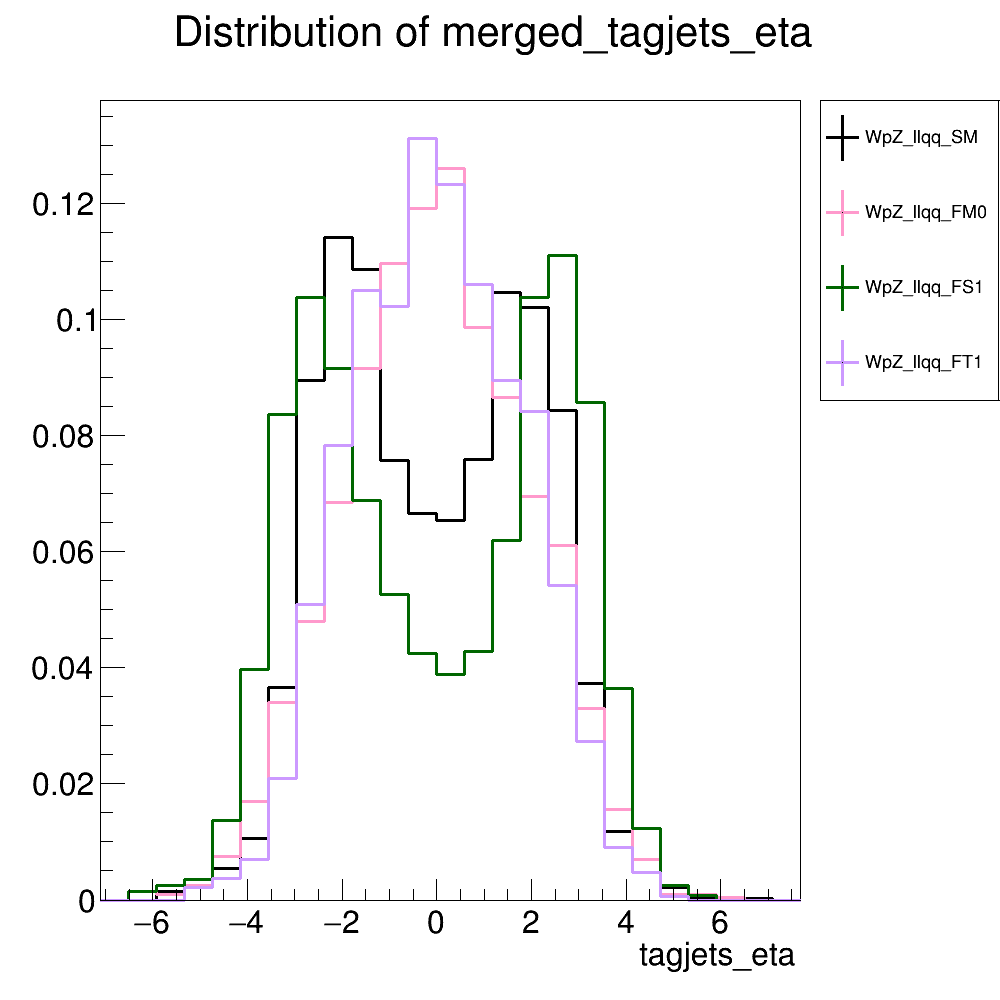 Distribution of merged_tagjets_eta
0.12
0.1
0.08
0.06
0.04
0.02
0
−6 −4 −2 0 2 4 6
tagjets_eta
WpZ_llqq_SM
WpZ_llqq_FM0
WpZ_llqq_FS1
WpZ_llqq_FT1